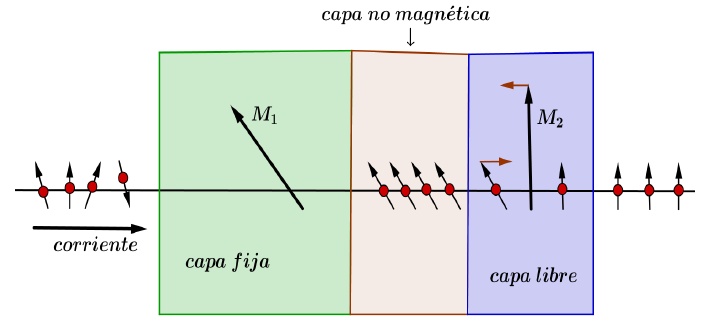 capa no magnética
M₁
M₂
corriente
capa fija
capa libre